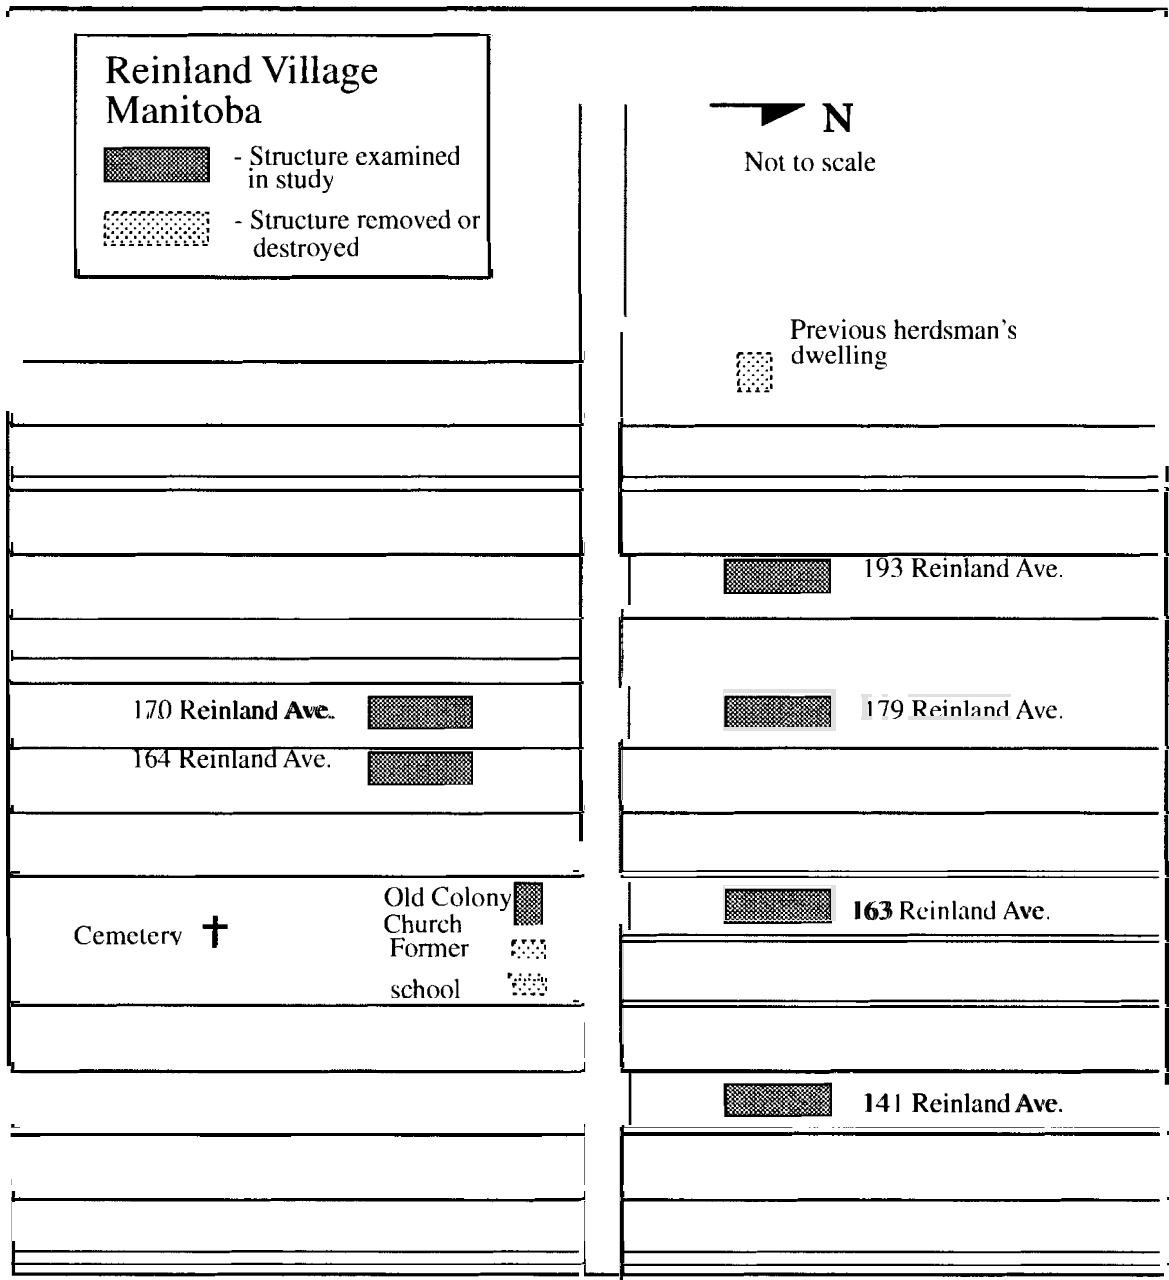 Reinland Village
Manitoba
- Structure examined
in study
- Structure removed or
destroyed
N
Not to scale
Previous herdsman's
dwelling
193 Reinland Ave.
170 Reinland Ave.
179 Reinland Ave.
164 Reinland Ave.
Old Colony
Church
Former
school
Cemetery
163 Reinland Ave.
141 Reinland Ave.